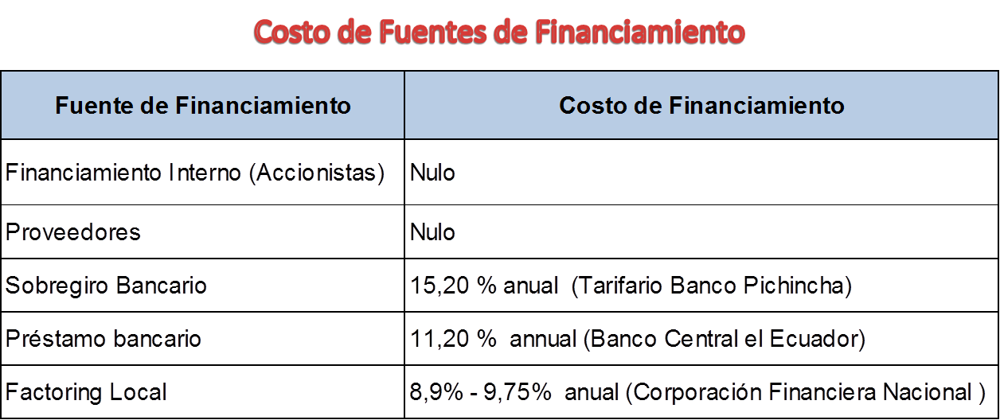 Costo de Fuentes de Financiamiento
Fuente de Financiamiento Costo de Financiamiento
Financiamiento Interno (Accionistas) Nulo
Proveedores Nulo
Sobregiro Bancario 15,20 % anual (Tarifario Banco Pichincha)
Préstamo bancario 11,20 % annual (Banco Central el Ecuador)
Factoring Local 8,9% - 9,75% anual (Corporación Financiera Nacional )